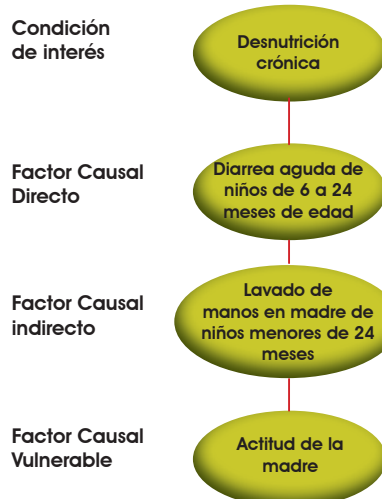 Condición
de interés
Desnutrición
crónica
Factor Causal
Directo
Diarrea aguda de
niños de 6 a 24
meses de edad
Factor Causal
indirecto
Lavado de
manos en madre de
niños menores de 24
meses
Factor Causal
Vulnerable
Actitud de la
madre